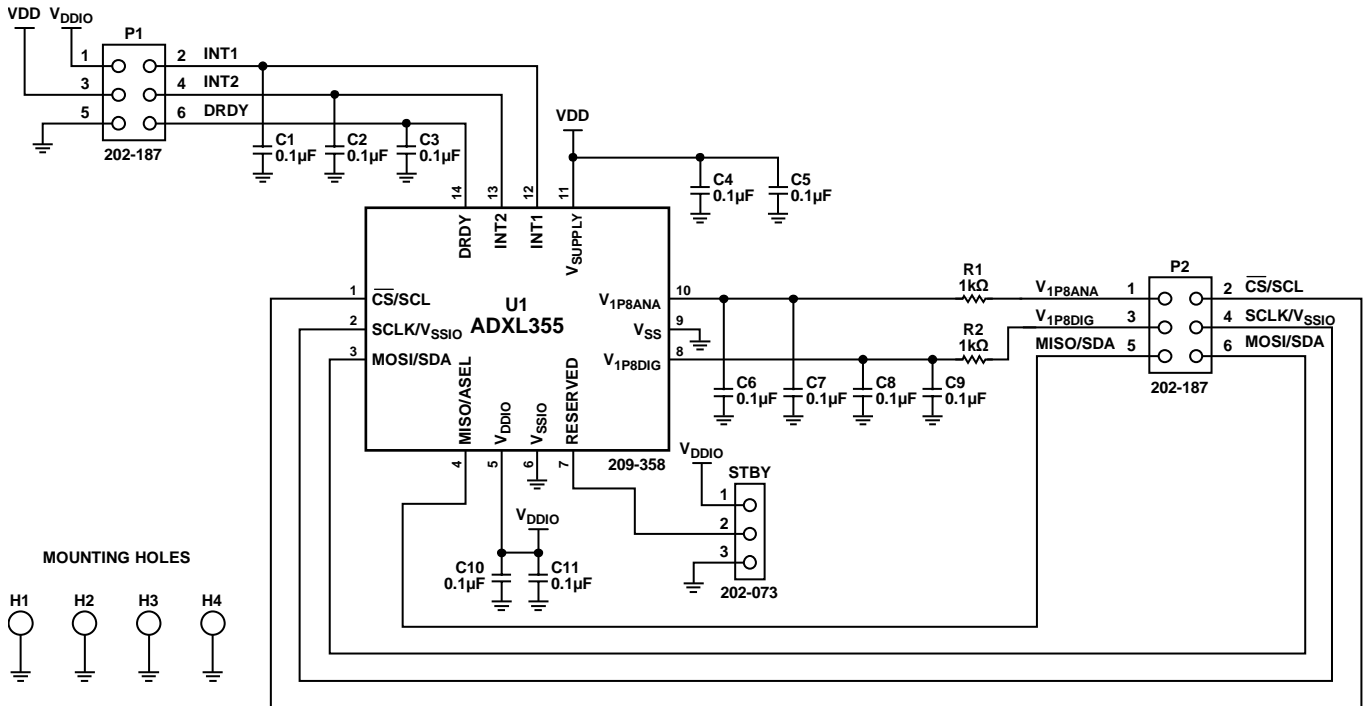 VDD VDDIO
P1
1 2 INT1
3 4 INT2
5 6 DRDY
202-187
C1
0.1µF
C2
0.1µF
C3
0.1µF
VDD
C4
0.1µF
C5
0.1µF
14 13 12 11
DRDY INT2 INT1 VSUPPLY
1 CS/SCL
2 SCLK/VSSIO
3 MOSI/SDA
U1
ADXL355
V1P8ANA 10
VSS 9
V1P8DIG 8
MISO/ASEL VDDIO VSSIO RESERVED
4 5 6 7
209-358
R1
1kΩ
R2
1kΩ
C6
0.1µF
C7
0.1µF
C8
0.1µF
C9
0.1µF
P2
V1P8ANA 1 2 CS/SCL
V1P8DIG 3 4 SCLK/VSSIO
MISO/SDA 5 6 MOSI/SDA
202-187
VDDIO
STBY
1
2
3
202-073
VDDIO
C10
0.1µF
C11
0.1µF
MOUNTING HOLES
H1 H2 H3 H4